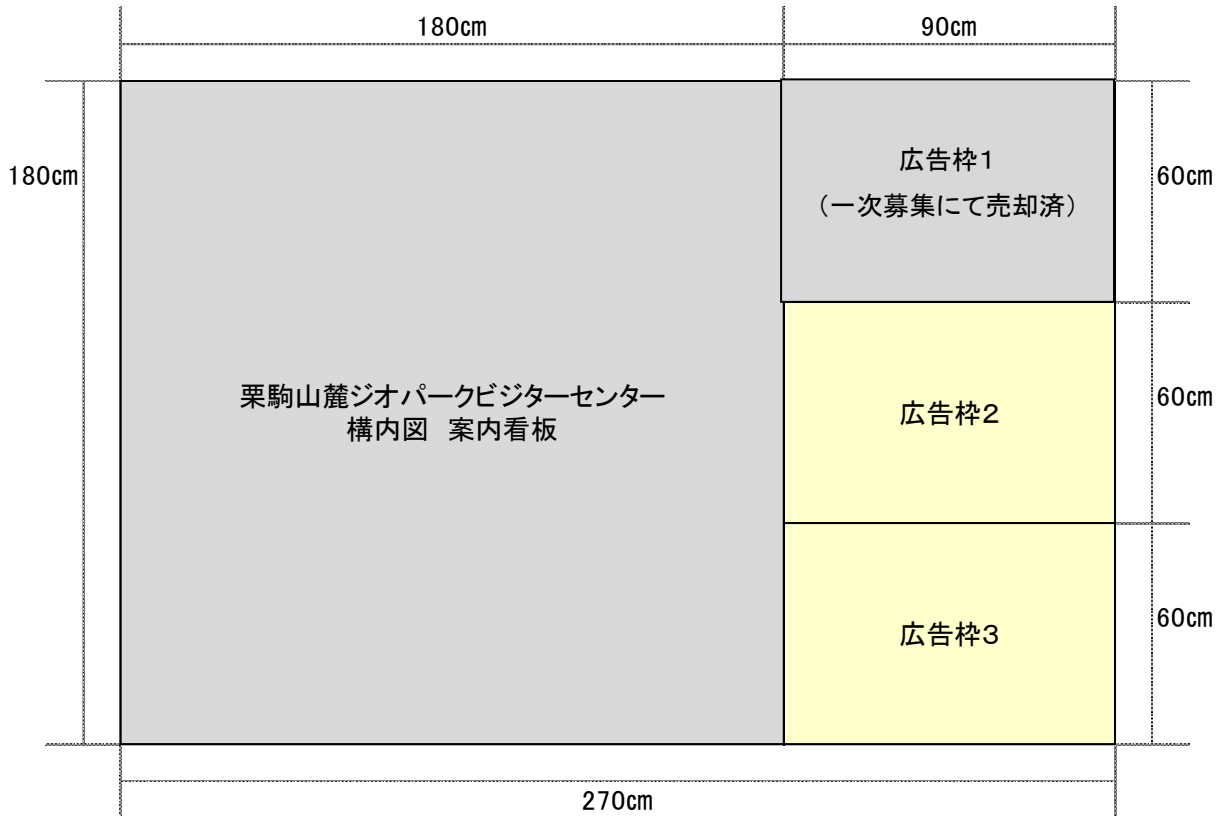 180㎝
90㎝
180㎝
広告枠１
（一次募集にて売却済）
60㎝
栗駒山麓ジオパークビジターセンター
構内図　案内看板
広告枠２
60㎝
広告枠３
60㎝
270㎝